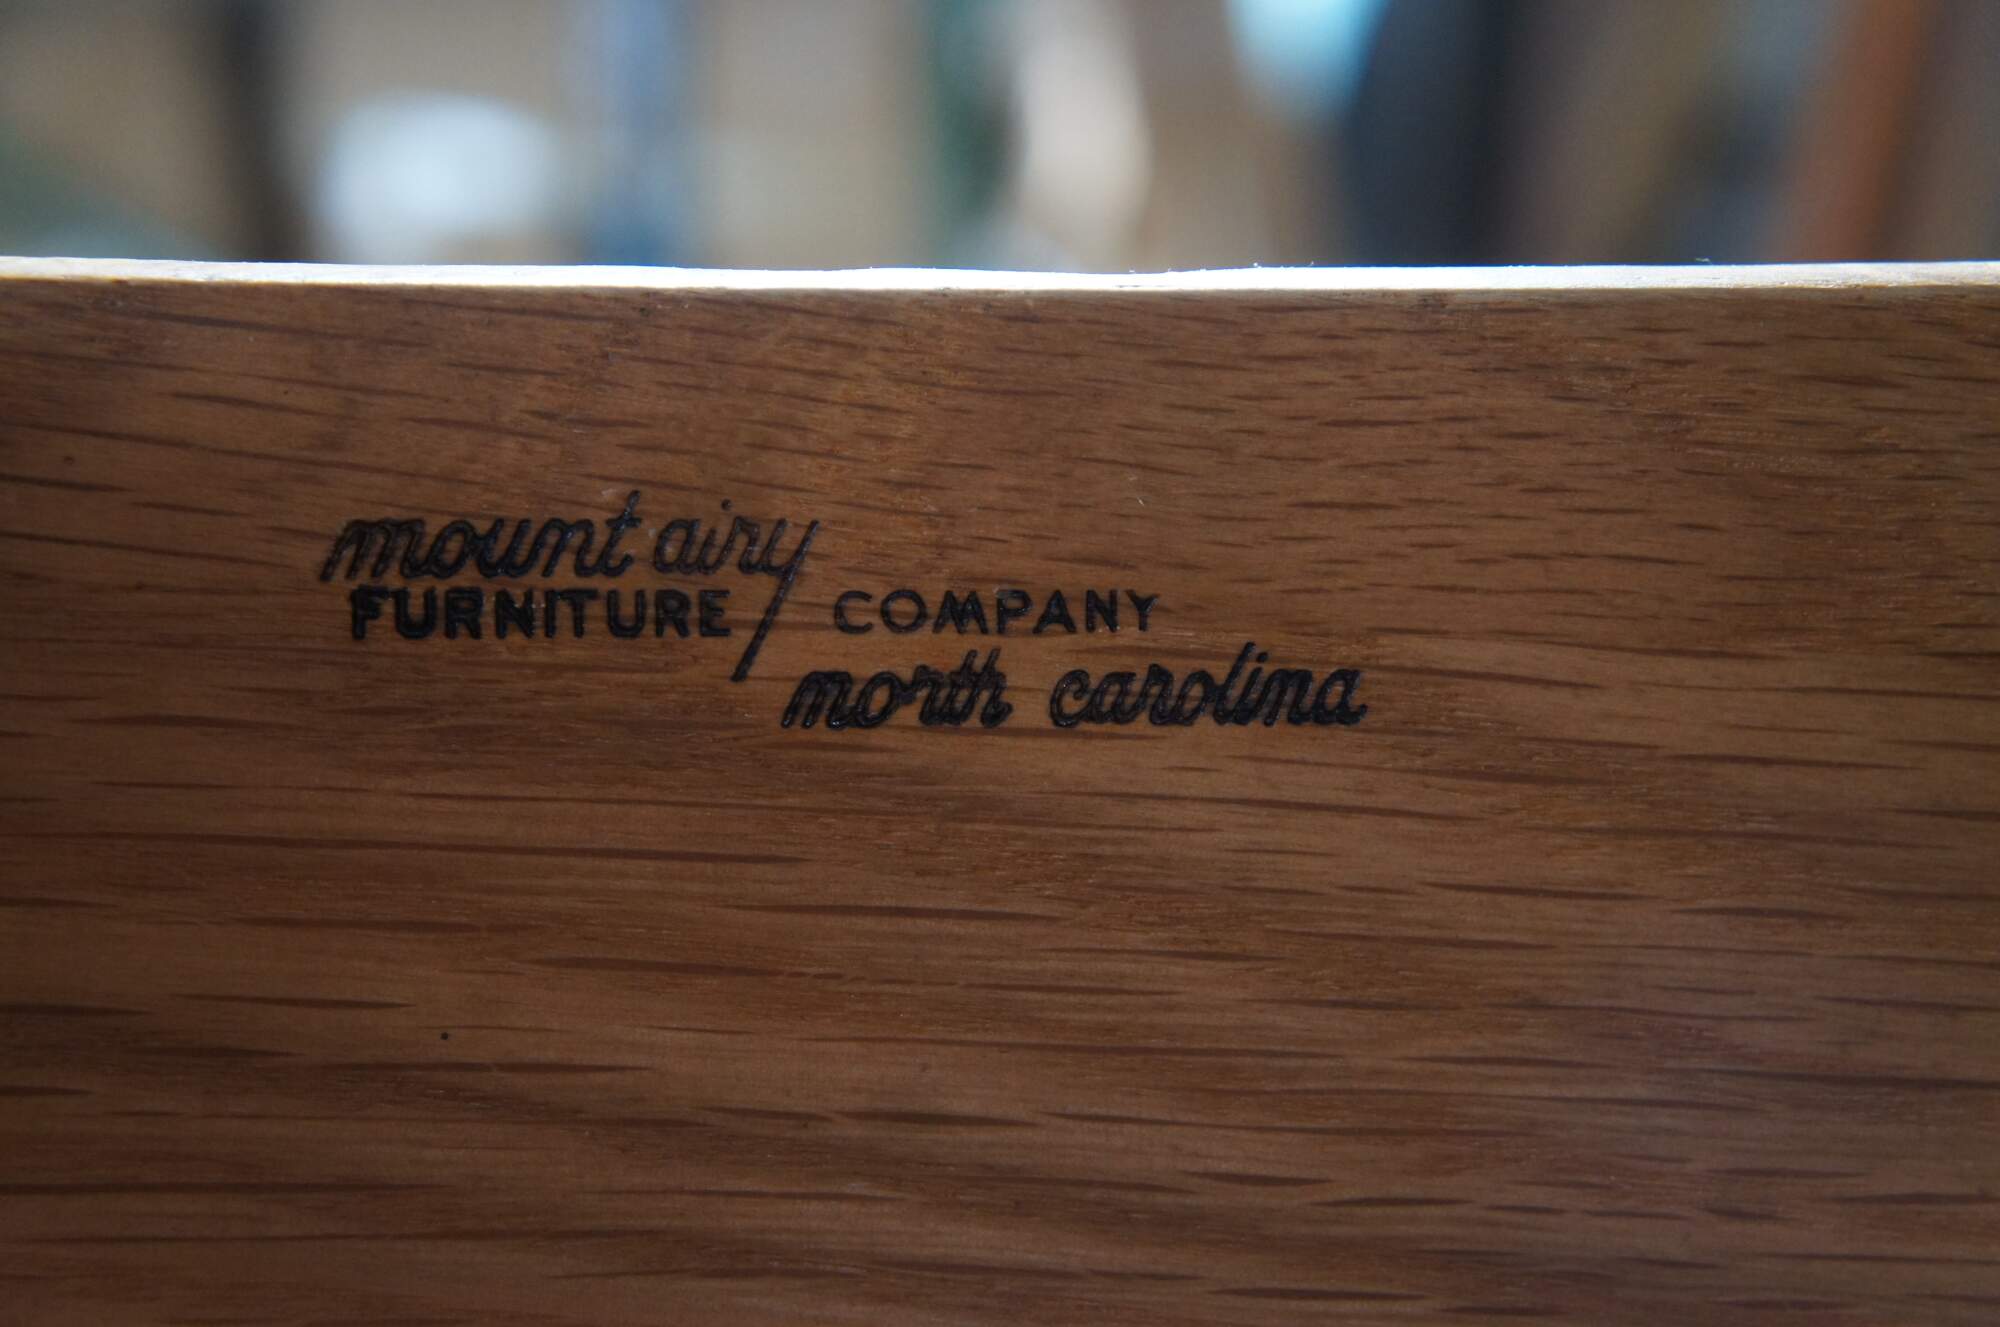 mount airy
FURNITURE COMPANY
north carolina